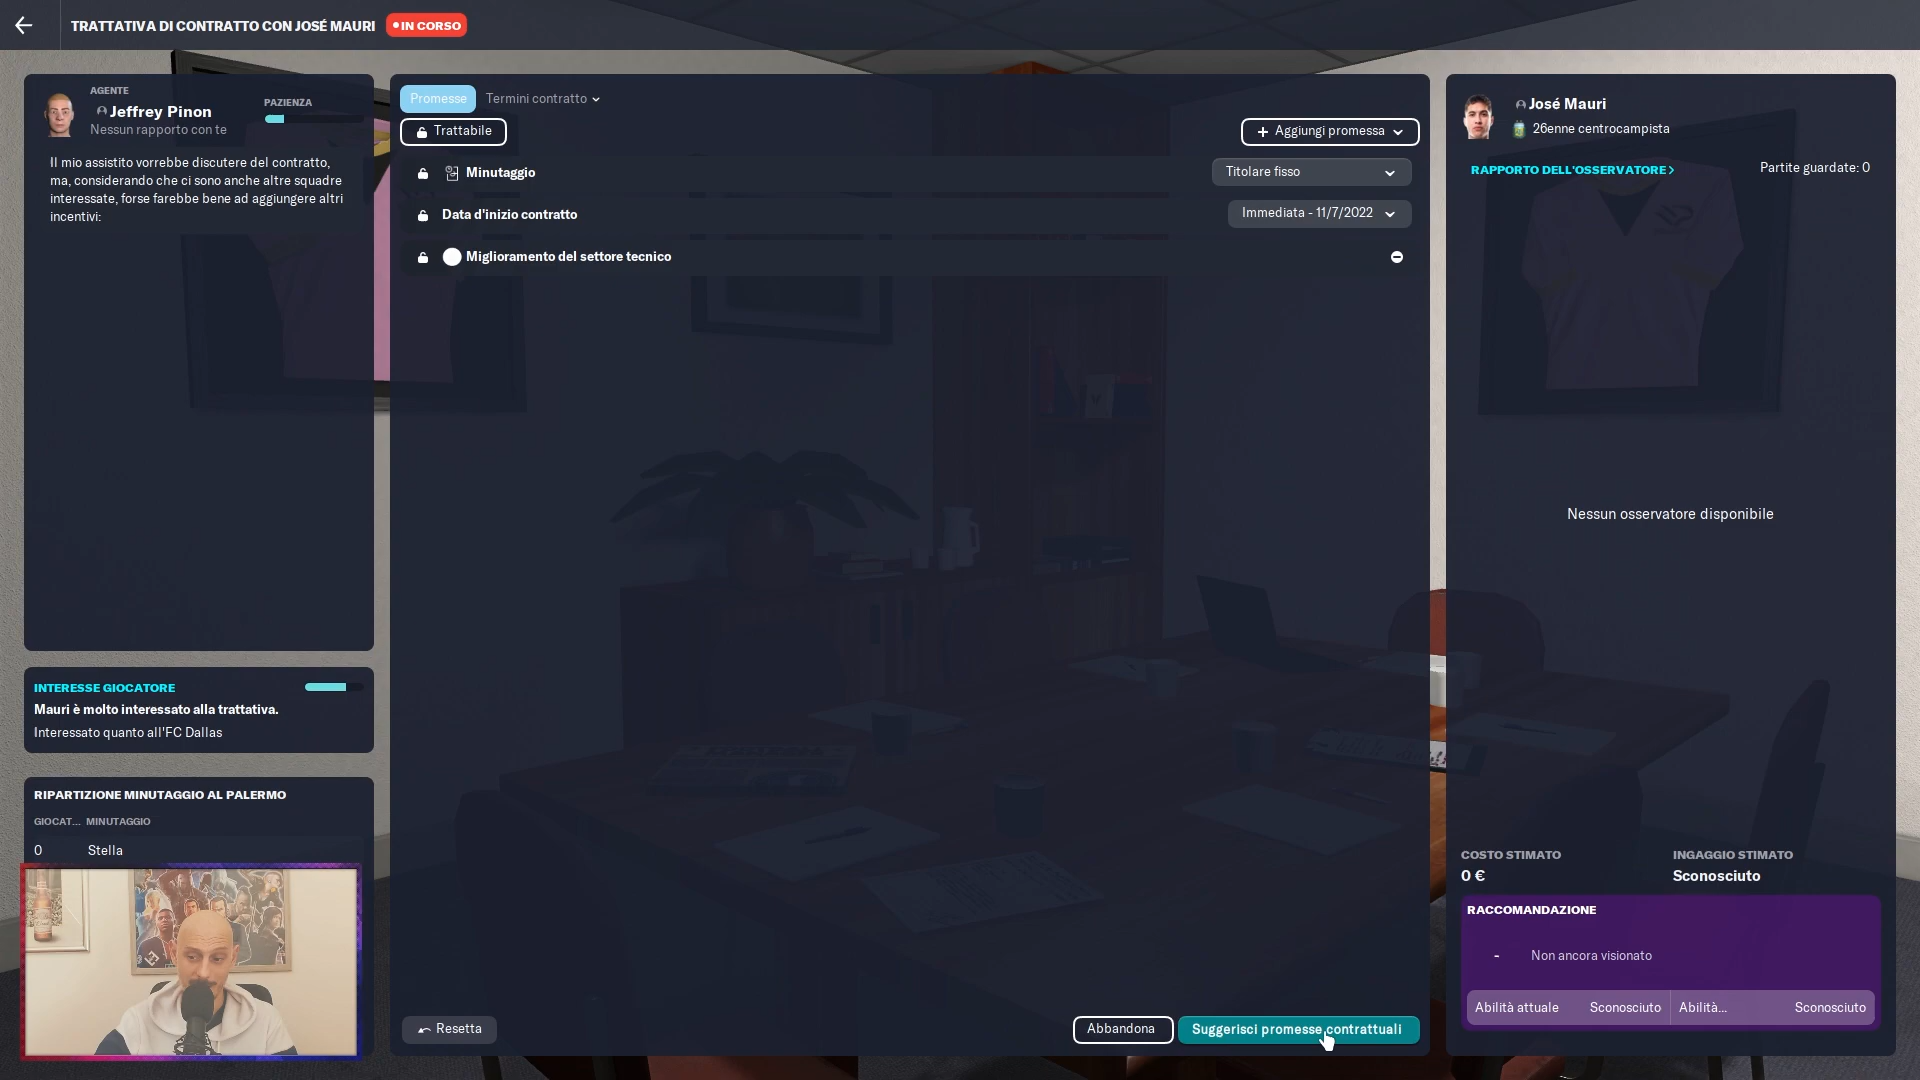 TRATTATIVA DI CONTRATTO CON JOSÉ MAURI
IN CORSO
AGENTE
Jeffrey Pinon
Nessun rapporto con te
PAZIENZA
Il mio assistito vorrebbe discutere del contratto,
ma, considerando che ci sono anche altre squadre
interessate, forse farebbe bene ad aggiungere altri
incentivi:
INTERESSE GIOCATORE
Mauri è molto interessato alla trattativa.
Interessato quanto all'FC Dallas
RIPARTIZIONE MINUTAGGIO AL PALERMO
GIOCAT... MINUTAGGIO
0 Stella
Promesse Termini contratto
Trattabile
Aggiungi promessa
Minutaggio
Titolare fisso
Data d'inizio contratto
Immediata - 11/7/2022
Miglioramento del settore tecnico
Resetta
Abbandona
Suggerisci promesse contrattuali
José Mauri
26enne centrocampista
RAPPORTO DELL'OSSERVATORE >
Partite guardate: 0
Nessun osservatore disponibile
COSTO STIMATO
0 €
INGAGGIO STIMATO
Sconosciuto
RACCOMANDAZIONE
- Non ancora visionato
Abilità attuale Sconosciuto
Abilità... Sconosciuto